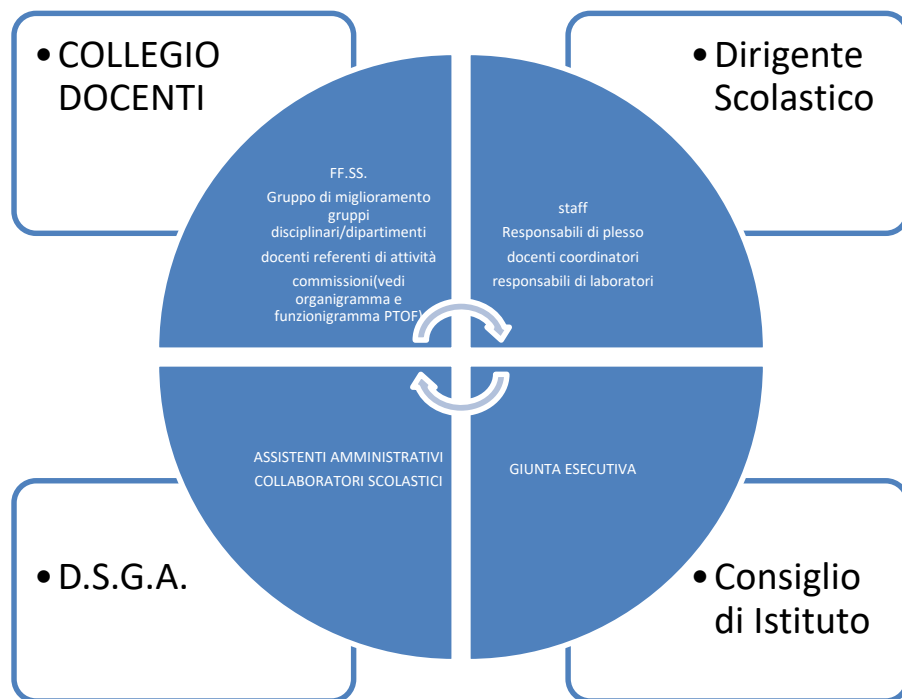 • COLLEGIO
DOCENTI
• Dirigente
Scolastico
FF.SS.
Gruppo di miglioramento
gruppi
disciplinari/dipartimenti
docenti referenti di attività
commissioni(vedi
organigramma e
funzionigramma PTOF)
staff
Responsabili di plesso
docenti coordinatori
responsabili di laboratori
ASSISTENTI AMMINISTRATIVI
COLLABORATORI SCOLASTICI
GIUNTA ESECUTIVA
• D.S.G.A.
• Consiglio
di Istituto